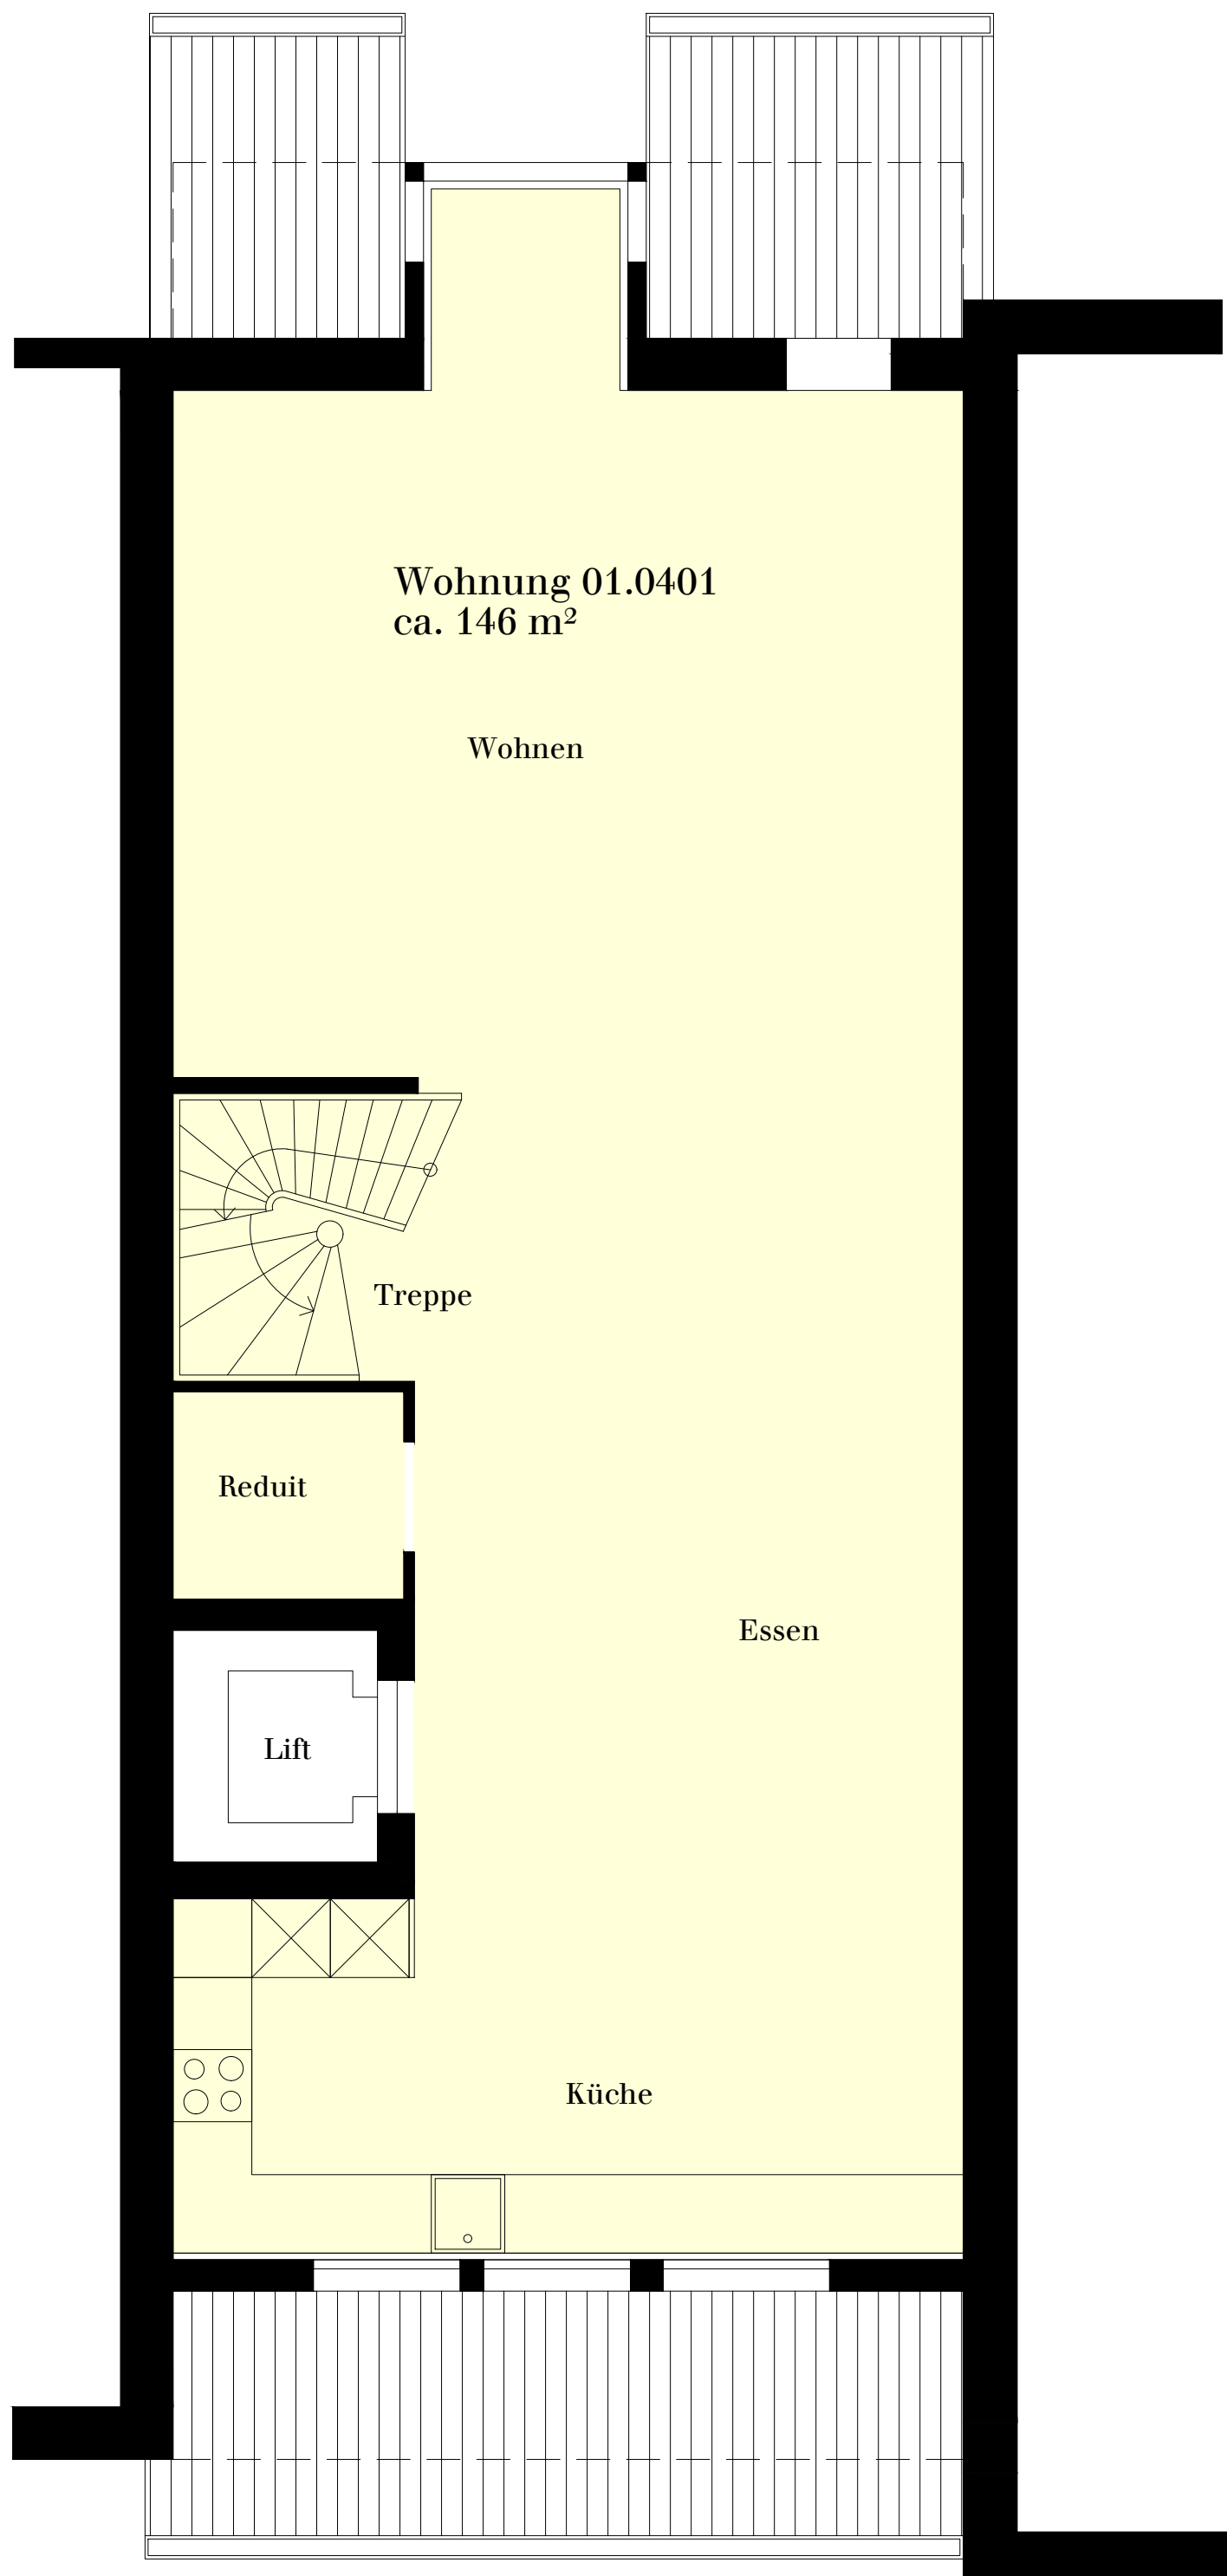 Wohnung 01.0401
ca. 146 m²
Wohnen
Treppe
Reduit
Essen
Lift
Küche